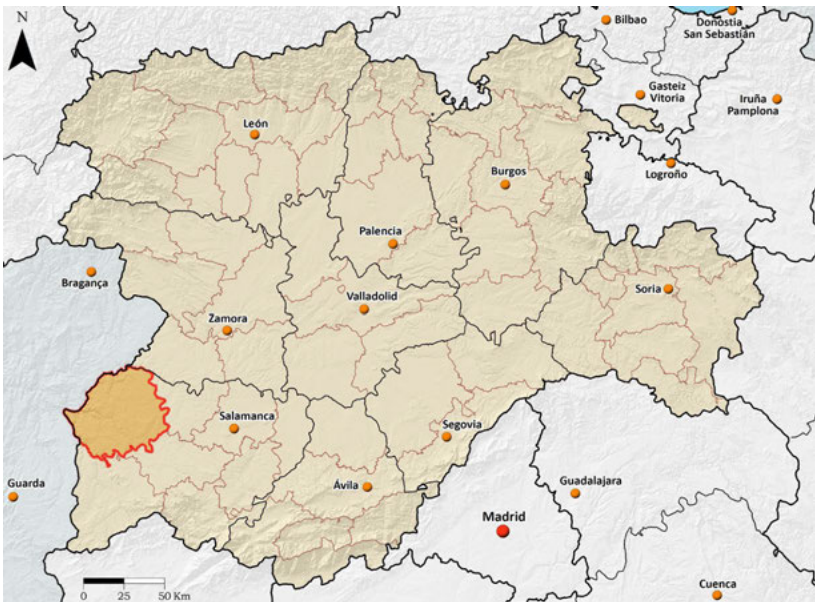 N
Bilbao
Donostia
San Sebastián
Gasteiz
Vitoria
Iruña
Pamplona
León
Logroño
Burgos
Palencia
Bragança
Soria
Valladolid
Zamora
Salamanca
Segovia
Guarda
Ávila
Guadalajara
Madrid
0 25 50 Km
Cuenca